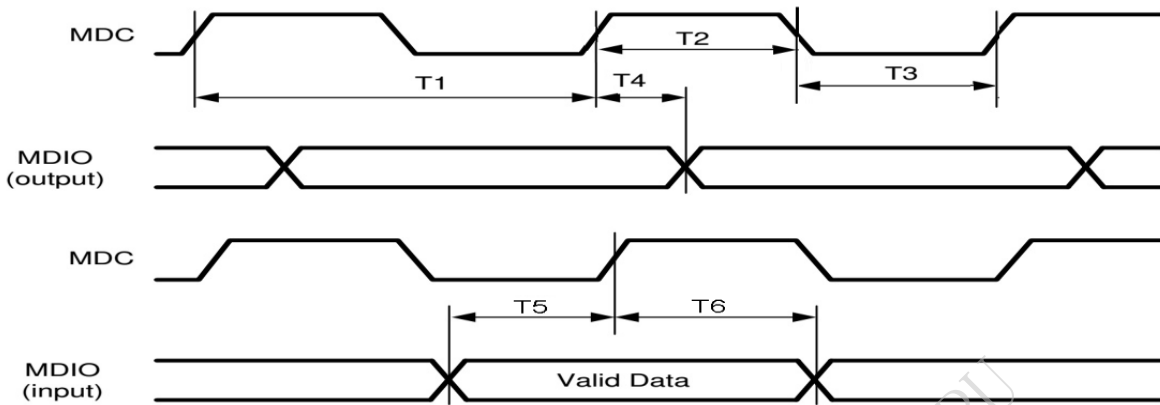 MDC
T2
T3
T1
T4
MDIO
(output)
MDC
T5
T6
MDIO
(input)
Valid Data